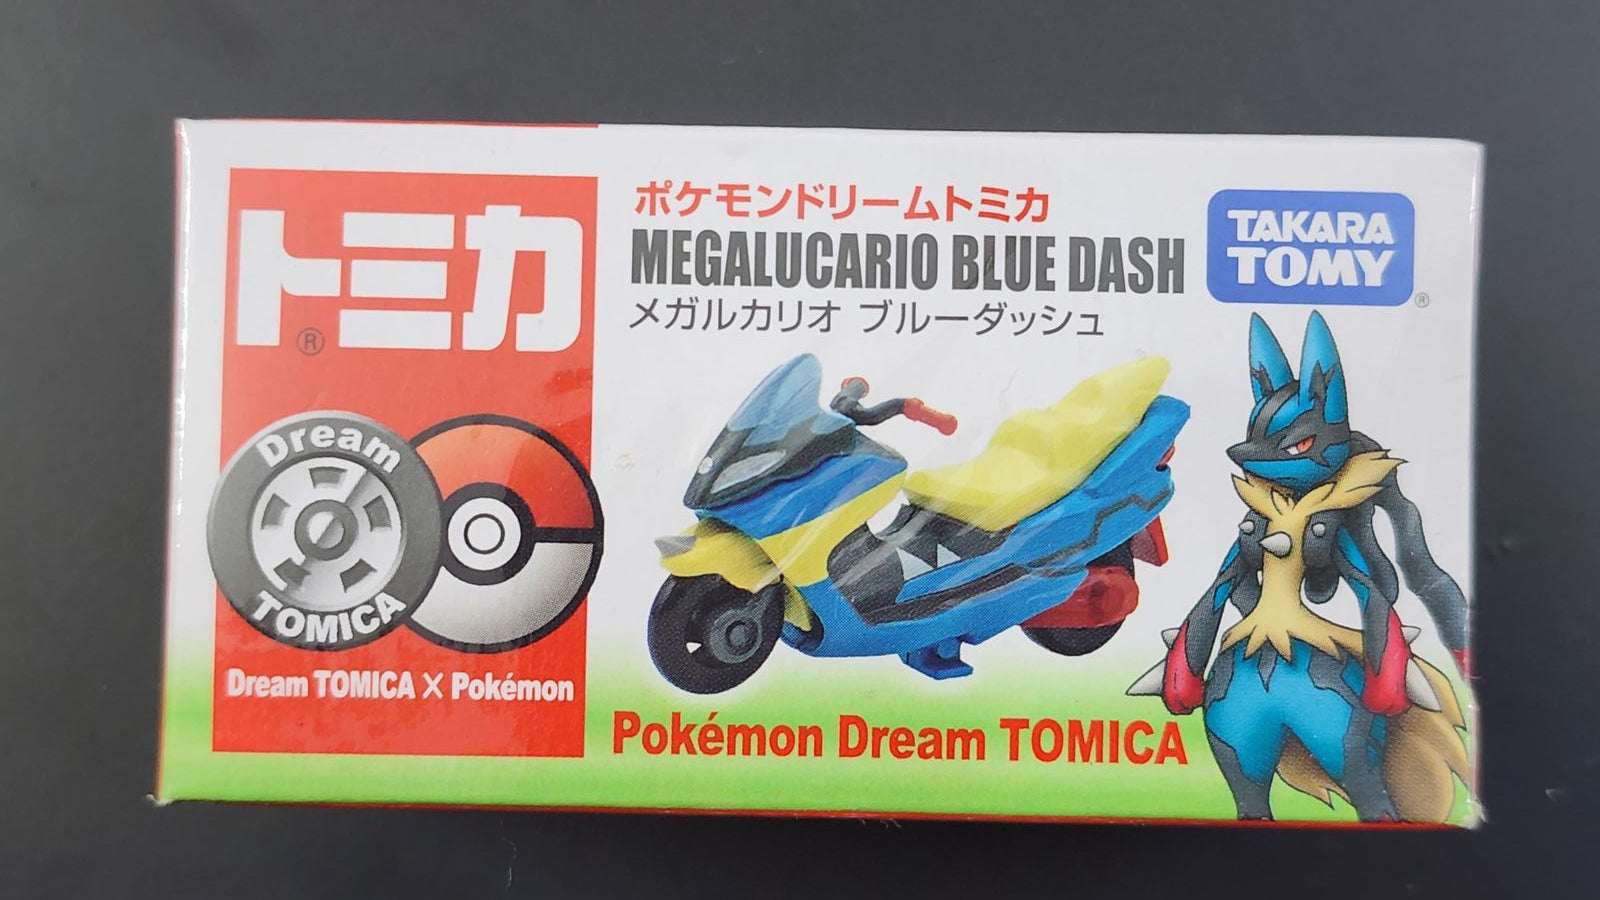 トミカ
®
Dream
TOMICA
Dream TOMICA X Pokémon
ポケモンドリームトミカ
MEGALUCARIO BLUE DASH
メガルカリオ ブルーダッシュ
TAKARA
TOMY
®
Pokémon Dream TOMICA